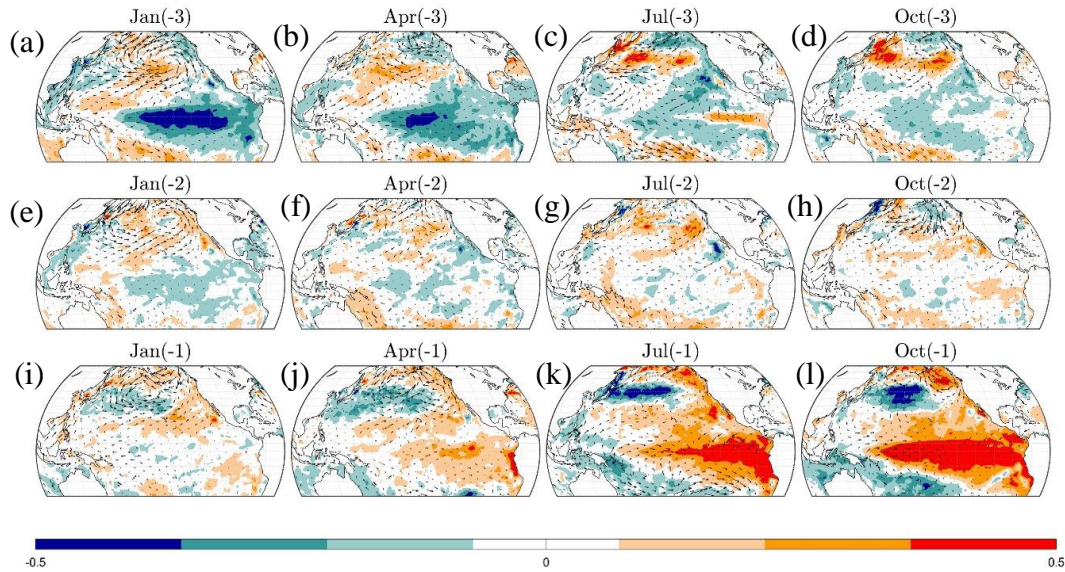 Jan(-3) Apr(-3) Jul(-3) Oct(-3)
(a) (b) (c) (d)
Jan(-2) Apr(-2) Jul(-2) Oct(-2)
(e) (f) (g) (h)
Jan(-1) Apr(-1) Jul(-1) Oct(-1)
(i) (j) (k) (l)
-0.5 0 0.5